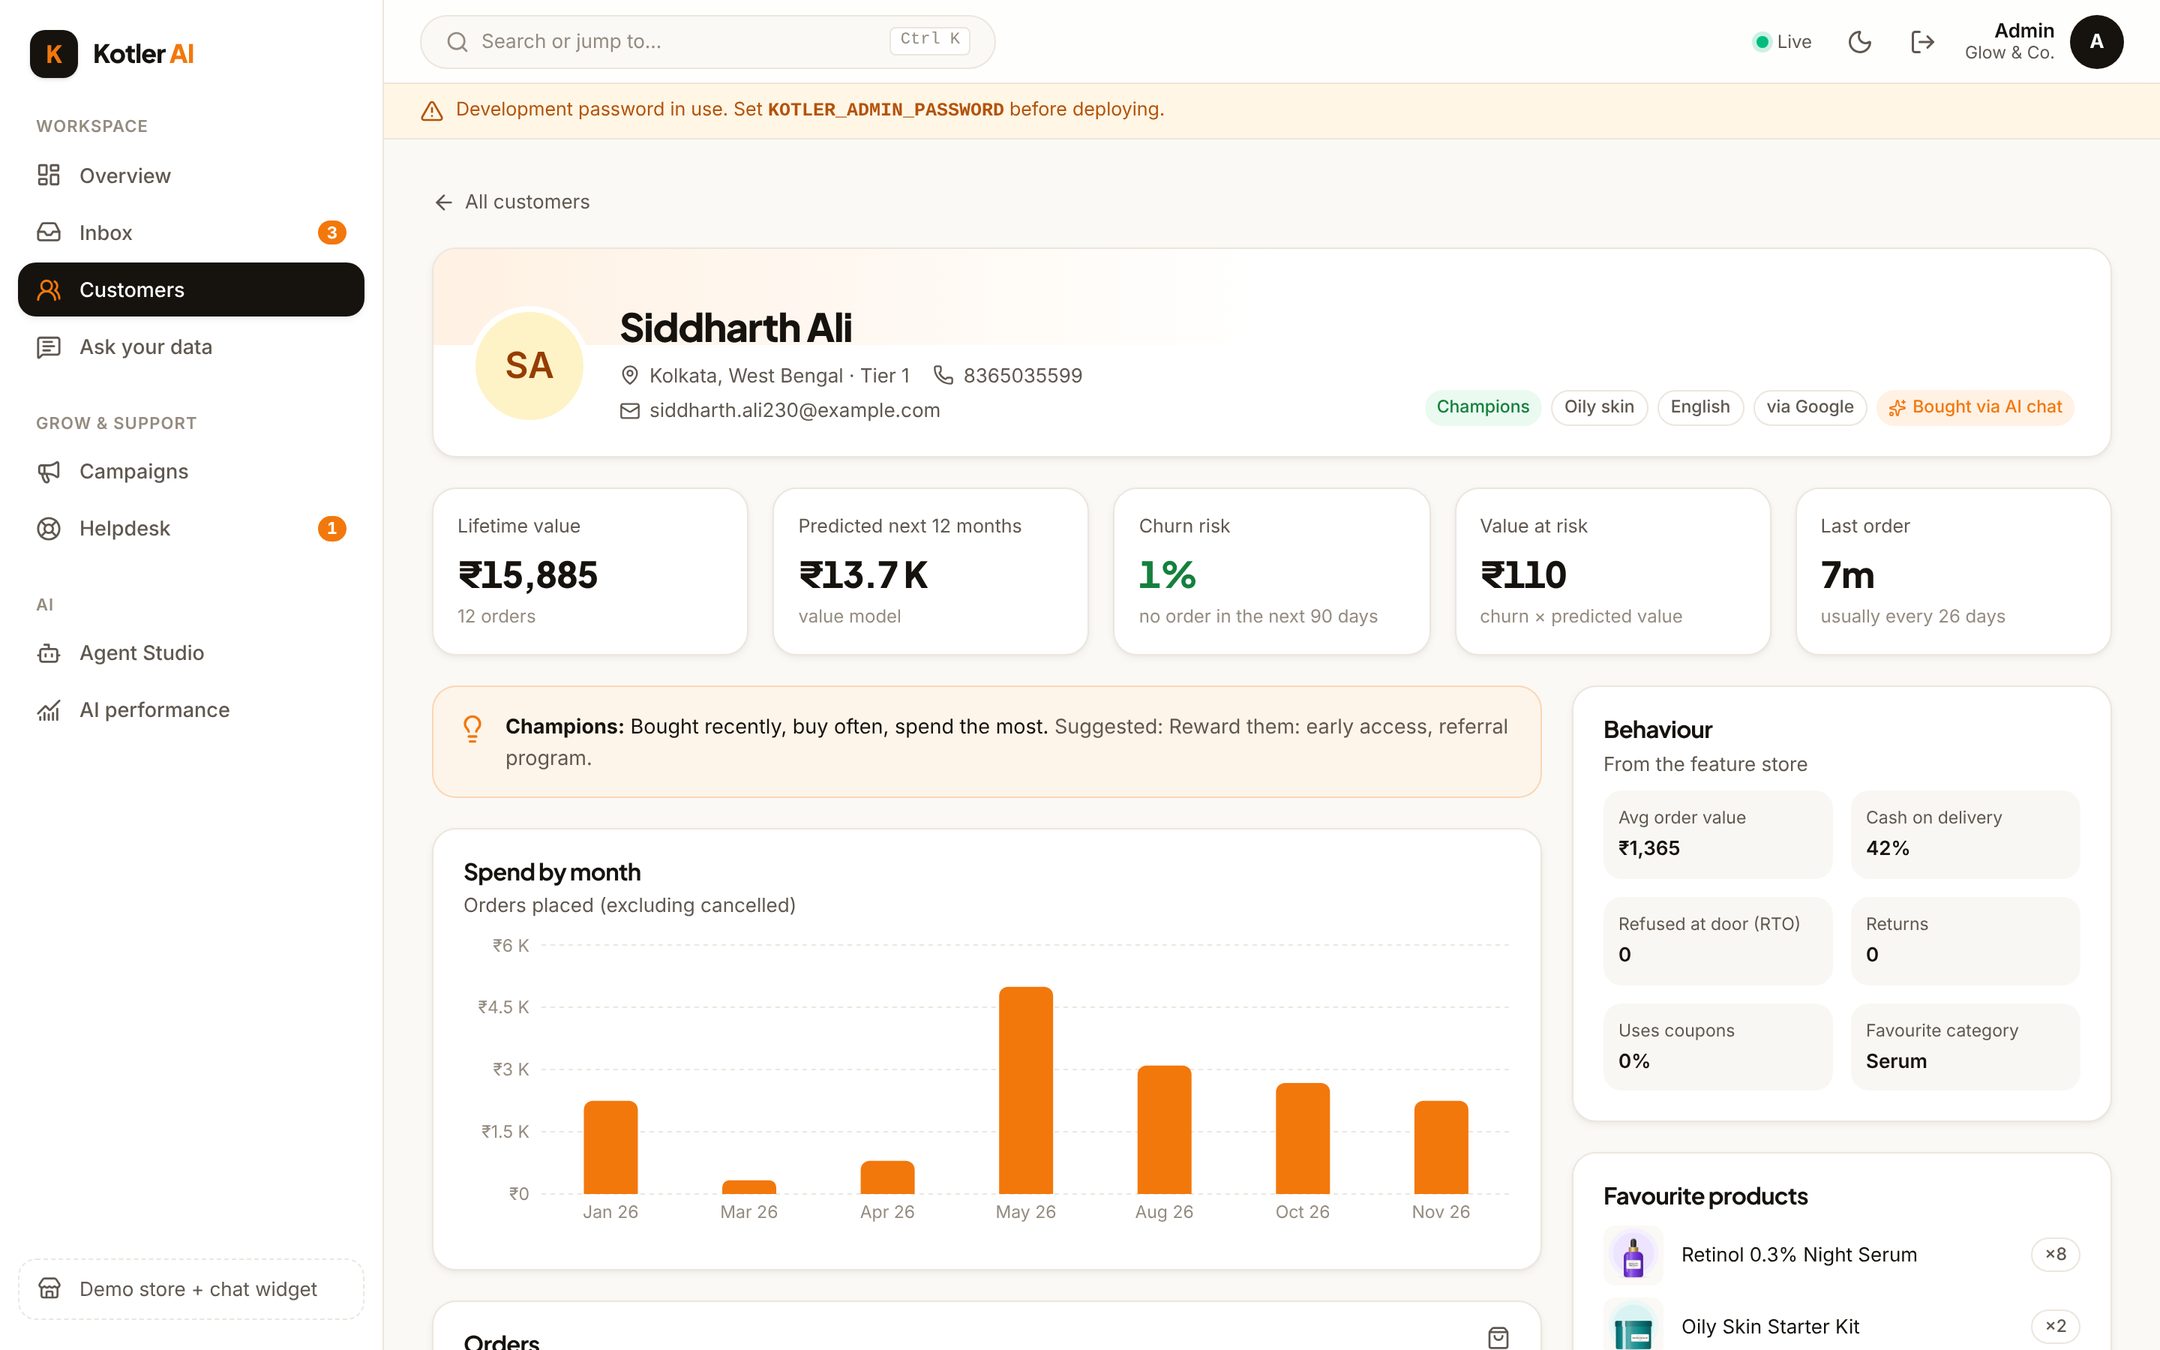 K
Kotler AI
Search or jump to...
Ctrl K
Live
Admin
Glow & Co.
A
Development password in use. Set KOTLER_ADMIN_PASSWORD before deploying.
WORKSPACE
Overview
Inbox
3
Customers
Ask your data
GROW & SUPPORT
Campaigns
Helpdesk
1
AI
Agent Studio
AI performance
Demo store + chat widget
All customers
SA
Siddharth Ali
Kolkata, West Bengal · Tier 1
8365035599
siddharth.ali230@example.com
Champions
Oily skin
English
via Google
Bought via AI chat
Lifetime value
₹15,885
12 orders
Predicted next 12 months
₹13.7 K
value model
Churn risk
1%
no order in the next 90 days
Value at risk
₹110
churn × predicted value
Last order
7m
usually every 26 days
Champions: Bought recently, buy often, spend the most. Suggested: Reward them: early access, referral
program.
Spend by month
Orders placed (excluding cancelled)
₹6 K
₹4.5 K
₹3 K
₹1.5 K
₹0
Jan 26
Mar 26
Apr 26
May 26
Aug 26
Oct 26
Nov 26
Orders
Behaviour
From the feature store
Avg order value
₹1,365
Cash on delivery
42%
Refused at door (RTO)
0
Returns
0
Uses coupons
0%
Favourite category
Serum
Favourite products
Retinol 0.3% Night Serum
×8
Oily Skin Starter Kit
×2